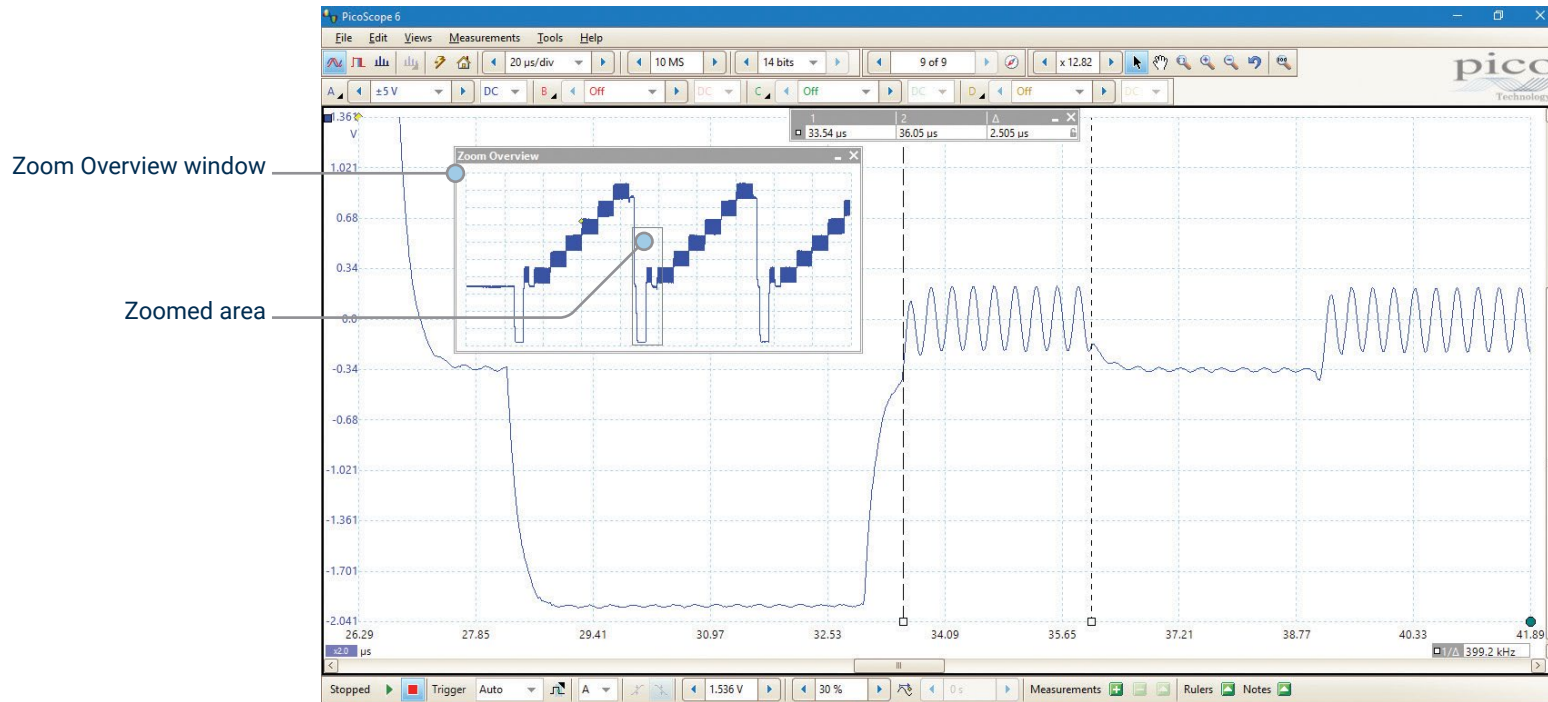 PicoScope 6
File Edit Views Measurements Tools Help
20 µs/div 10 MS 14 bits 9 of 9 x 12.82
pico
Technology
A ±5 V DC B Off DC C Off DC D Off DC
1 2 Δ
33.54 µs 36.05 µs 2.505 µs
1.361
V
Zoom Overview
Zoom Overview window
1.021
0.68
0.34
Zoomed area
0.0
-0.34
-0.68
-1.021
-1.361
-1.701
-2.041
26.29 27.85 29.41 30.97 32.53 34.09 35.65 37.21 38.77 40.33 41.89
x2.0 µs
1/Δ 399.2 kHz
Stopped Trigger Auto A 1.536 V 30 % 0 s Measurements Rulers Notes